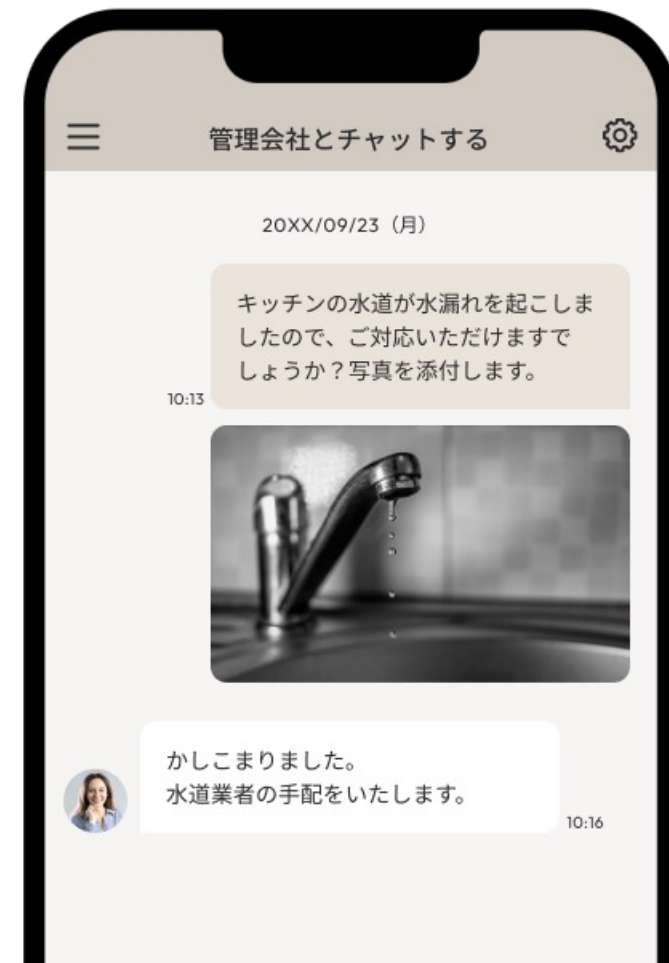 管理会社とチャットする
20XX/09/23（月）
キッチンの水道が水漏れを起こしま
したので、ご対応いただけますで
しょうか？写真を添付します。
10:13
かしこまりました。
水道業者の手配をいたします。
10:16